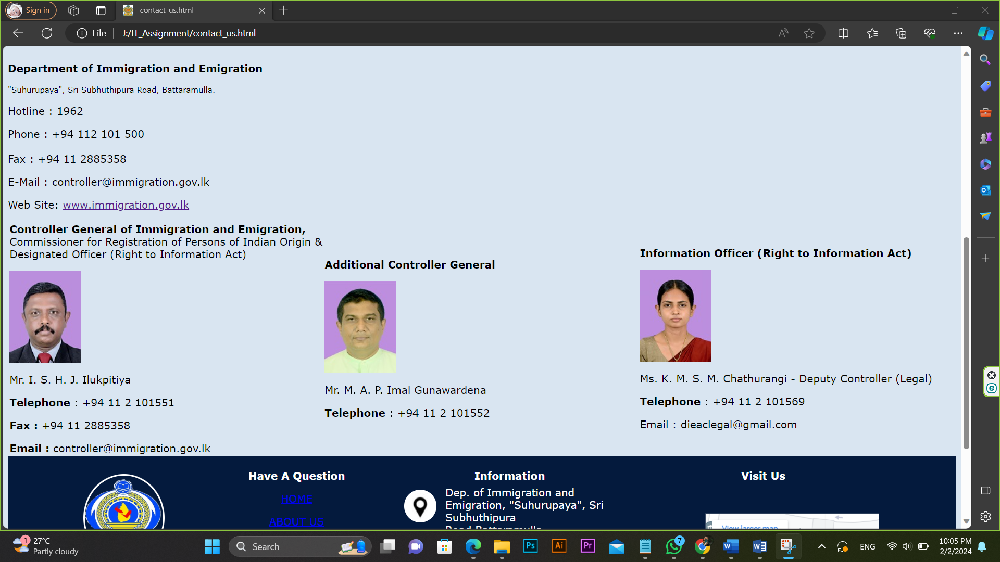 Sign in
contact_us.html
File
J:/IT_Assignment/contact_us.html
Department of Immigration and Emigration
"Suhurupaya", Sri Subhuthipura Road, Battaramulla.
Hotline : 1962
Phone : +94 112 101 500
Fax : +94 11 2885358
E-Mail : controller@immigration.gov.lk
Web Site: www.immigration.gov.lk
Controller General of Immigration and Emigration,
Commissioner for Registration of Persons of Indian Origin &
Designated Officer (Right to Information Act)
Mr. I. S. H. J. Ilukpitiya
Telephone : +94 11 2 101551
Fax : +94 11 2885358
Email : controller@immigration.gov.lk
Additional Controller General
Mr. M. A. P. Imal Gunawardena
Telephone : +94 11 2 101552
Information Officer (Right to Information Act)
Ms. K. M. S. M. Chathurangi - Deputy Controller (Legal)
Telephone : +94 11 2 101569
Email : dieaclegal@gmail.com
Have A Question
HOME
ABOUT US
Information
Dep. of Immigration and
Emigration, "Suhurupaya", Sri
Subhuthipura
Road Battaramulla
Visit Us
View larger map
1
27°C
Partly cloudy
Search
Ps
Ai
Pr
7
W
W
ENG
10:05 PM
2/2/2024